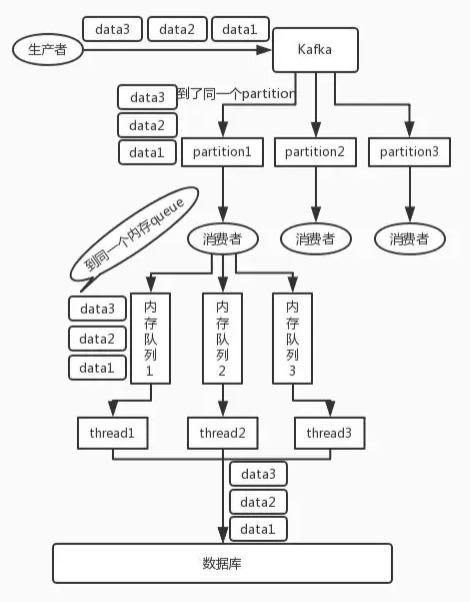 data3 data2 data1
生产者
Kafka
data3
到了同一个partition
data2
data1
partition1 partition2 partition3
到同一个内存queue
消费者 消费者 消费者
data3
data2
data1
内存队列1
内存队列2
内存队列3
thread1 thread2 thread3
data3
data2
data1
数据库